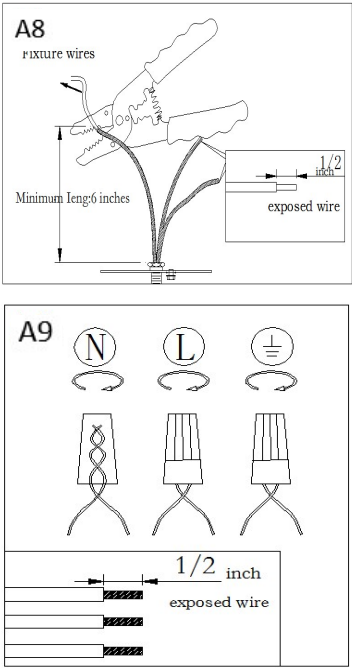 A8
Fixture wires
1/2
inch
Minimum leng:6 inches
exposed wire
A9
N L
1/2 inch
exposed wire